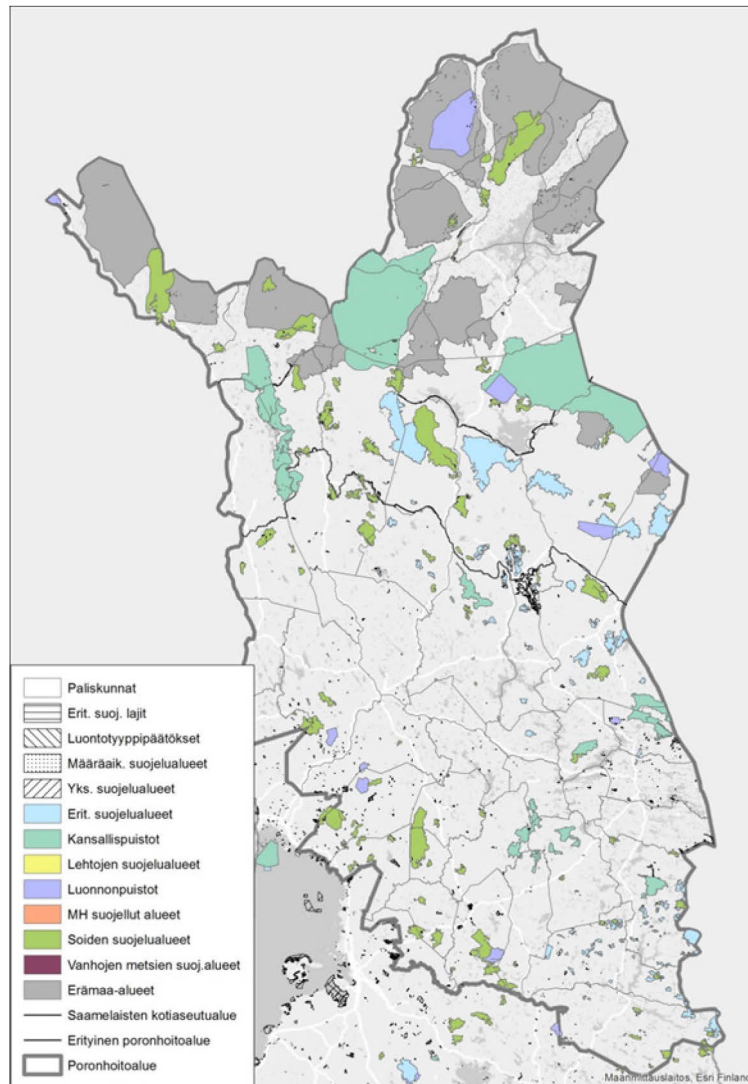 Paliskunnat
Erit. suoj. lajit
Luontotyyppipäätökset
Määräaik. suojelualueet
Yks. suojelualueet
Erit. suojelualueet
Kansallispuistot
Lehtojen suojelualueet
Luonnonpuistot
MH suojellut alueet
Soiden suojelualueet
Vanhojen metsien suoj.alueet
Erämaa-alueet
Saamelaisten kotiaseutualue
Erityinen poronhoitoalue
Poronhoitoalue
Maanmittauslaitos, Esri Finland